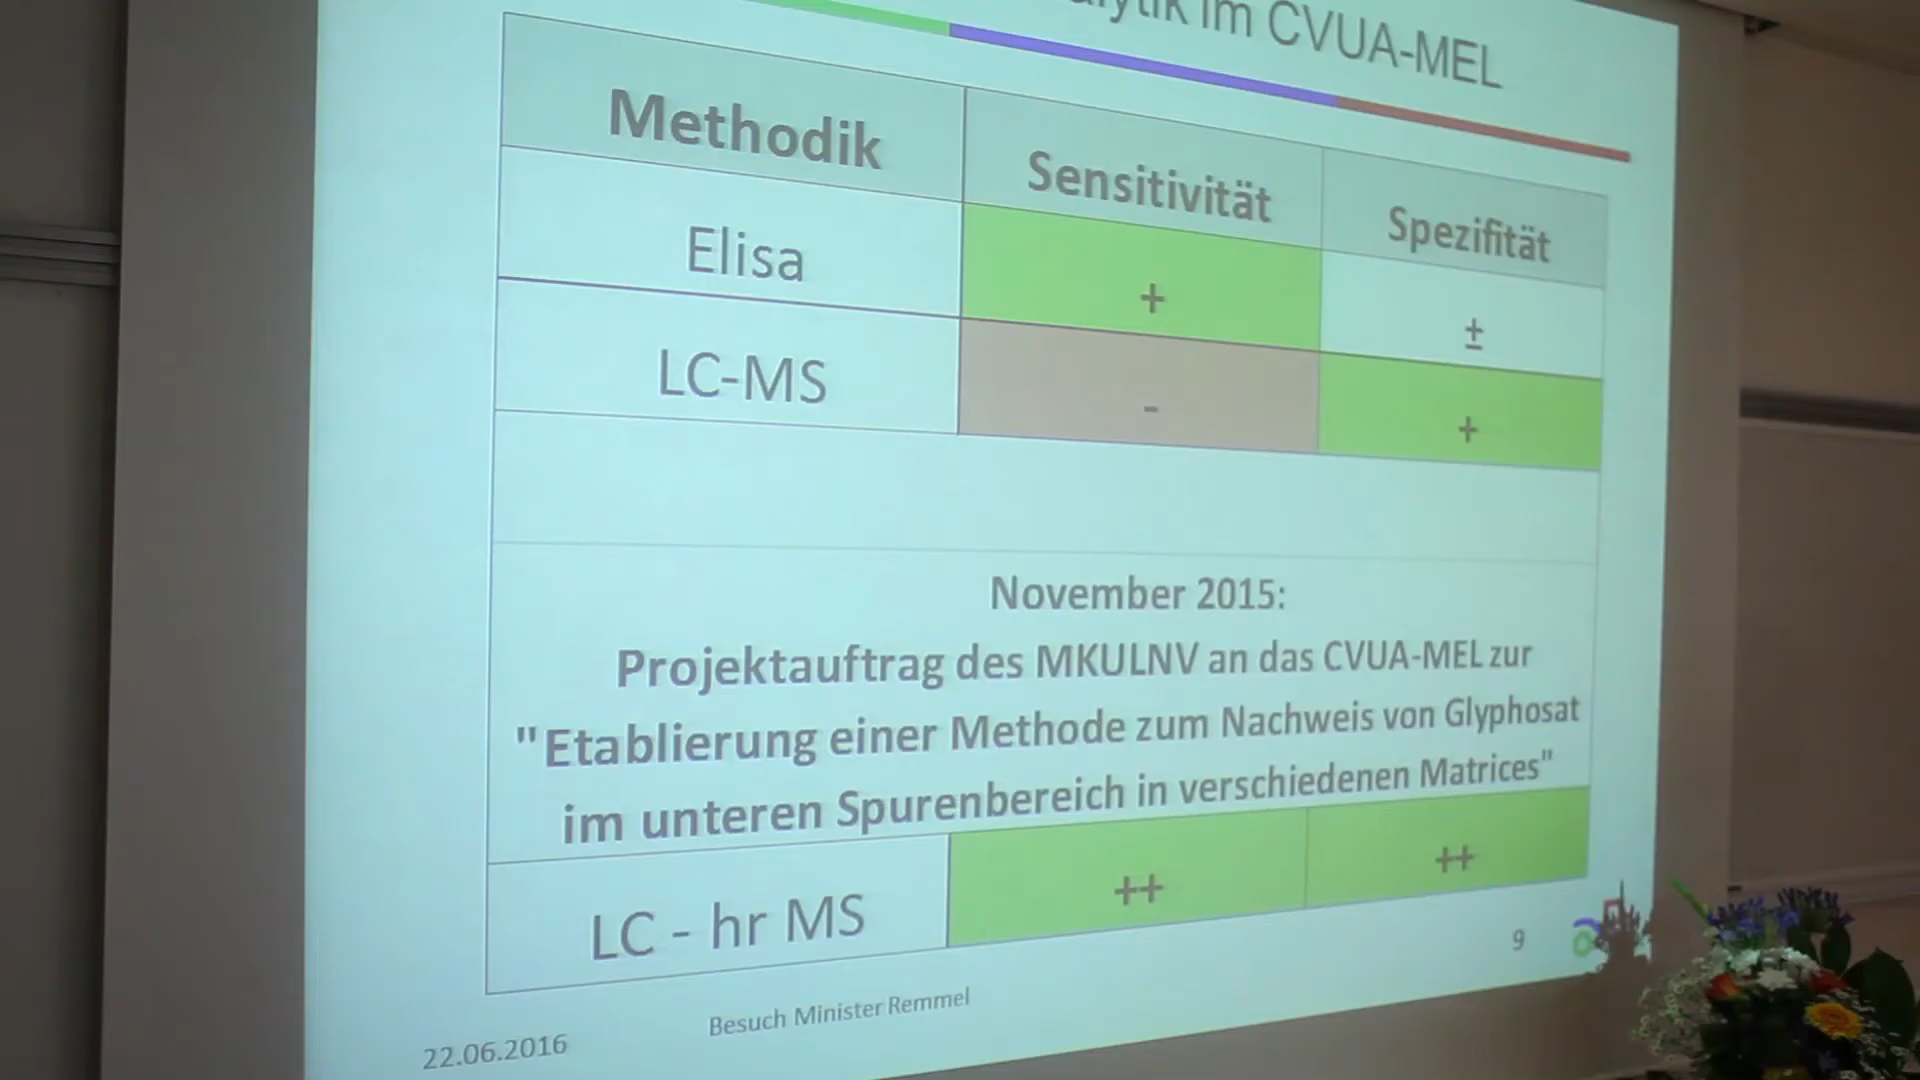 im CVUA-MEL
Methodik Sensitivität Spezifität
Elisa + ±
LC-MS - +
November 2015:
Projektauftrag des MKULNV an das CVUA-MEL zur
"Etablierung einer Methode zum Nachweis von Glyphosat
im unteren Spurenbereich in verschiedenen Matrices"
LC - hr MS ++ ++
22.06.2016 Besuch Minister Remmel 9